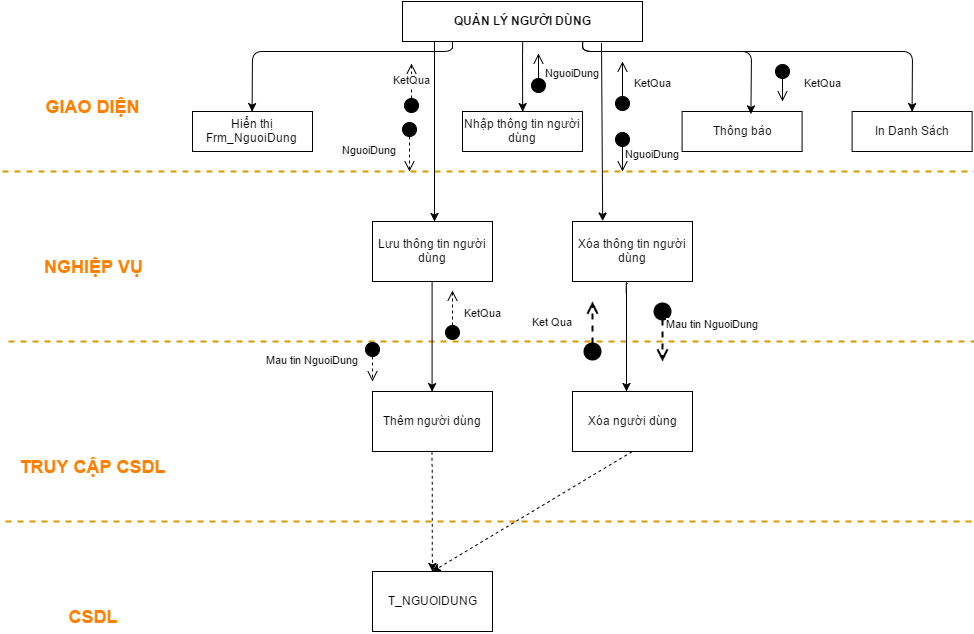 QUẢN LÝ NGƯỜI DÙNG
GIAO DIỆN
KetQua
NguoiDung
KetQua
KetQua
Hiển thị
Frm_NguoiDung
Nhập thông tin người
dùng
Thông báo
In Danh Sách
NguoiDung
NguoiDung
NGHIỆP VỤ
Lưu thông tin người
dùng
Xóa thông tin người
dùng
KetQua
Ket Qua
Mau tin NguoiDung
Mau tin NguoiDung
Thêm người dùng
Xóa người dùng
TRUY CẬP CSDL
T_NGUOIDUNG
CSDL